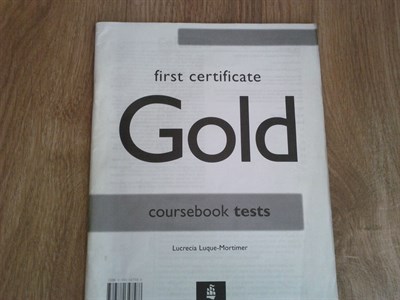 first certificate
Gold
coursebook tests
Lucrecia Luque-Mortimer